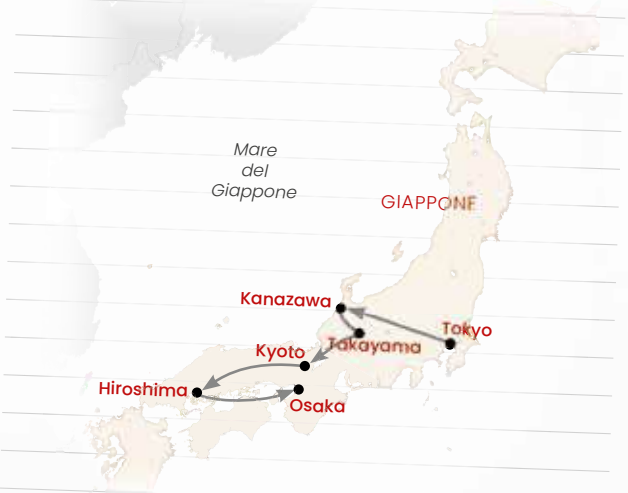 Mare
del
Giappone
GIAPPONE
Kanazawa
Tokyo
Takayama
Kyoto
Hiroshima
Osaka